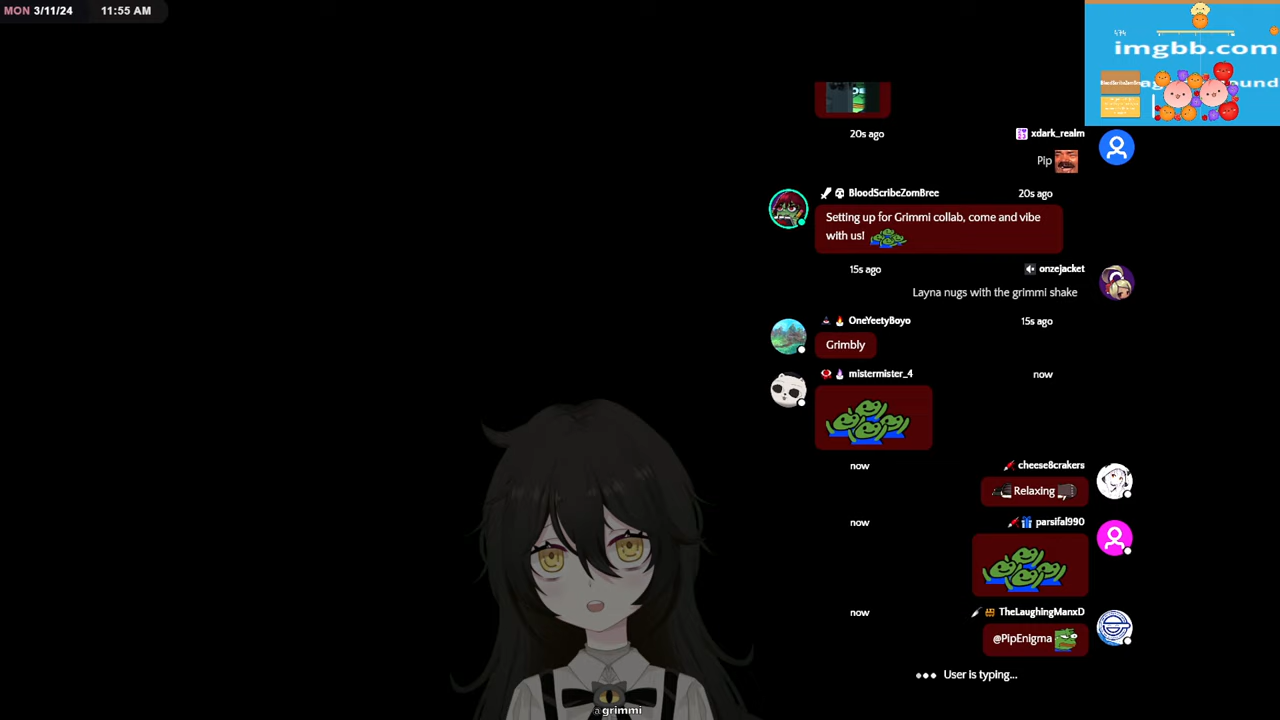 MON 3/11/24 11:55 AM
474
imgbb.com
20s ago
xdark_realm
Pip
BloodScribeZomBree
20s ago
Setting up for Grimmi collab, come and vibe
with us!
15s ago
onzejacket
Layna nugs with the grimmi shake
OneYeetyBoyo
15s ago
Grimbly
mistermister_4
now
now
cheese8crakers
Relaxing
now
parsifal990
now
TheLaughingManxD
@PipEnigma
User is typing...
grimmi